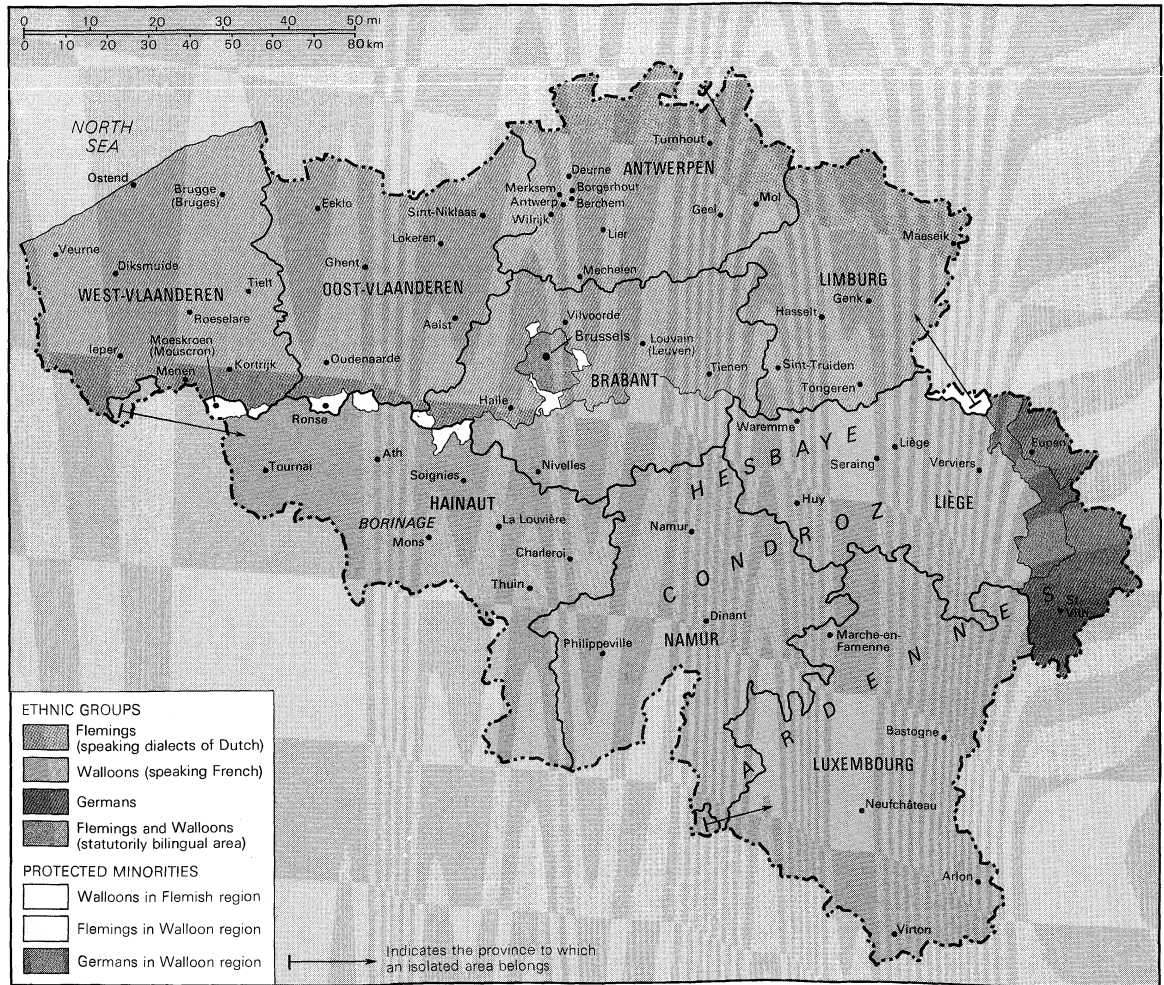 0 10 20 30 40 50 mi
0 10 20 30 40 50 60 70 80 km
NORTH
SEA
Ostend
Brugge
(Bruges)
Veurne
Diksmuide
Tielt
WEST-VLAANDEREN
Roeselare
Moeskroen
(Mouscron)
Ieper
Menen
Kortrijk
Eeklo
Sint-Niklaas
Lokeren
Ghent
OOST-VLAANDEREN
Aalst
Oudenaarde
Ronse
Turnhout
ANTWERPEN
Deurne
Merksem
Borgerhout
Antwerp
Berchem
Wilrijk
Geel
Mol
Lier
Mechelen
Maaseik
LIMBURG
Genk
Hasselt
Sint-Truiden
Tongeren
Vilvoorde
Brussels
Louvain
(Leuven)
BRABANT
Tienen
Halle
Nivelles
Tournai
Ath
Soignies
HAINAUT
BORINAGE
Mons
La Louvière
Charleroi
Thuin
Waremme
HESBAYE
Liège
Seraing
Verviers
Eupen
Huy
LIÈGE
CONDROZ
Namur
Dinant
NAMUR
Philippeville
St.
Vith
Marche-en-
Famenne
ARDENNES
Bastogne
LUXEMBOURG
Neufchâteau
Arlon
Virton
ETHNIC GROUPS
Flemings
(speaking dialects of Dutch)
Walloons (speaking French)
Germans
Flemings and Walloons
(statutorily bilingual area)
PROTECTED MINORITIES
Walloons in Flemish region
Flemings in Walloon region
Germans in Walloon region
Indicates the province to which
an isolated area belongs